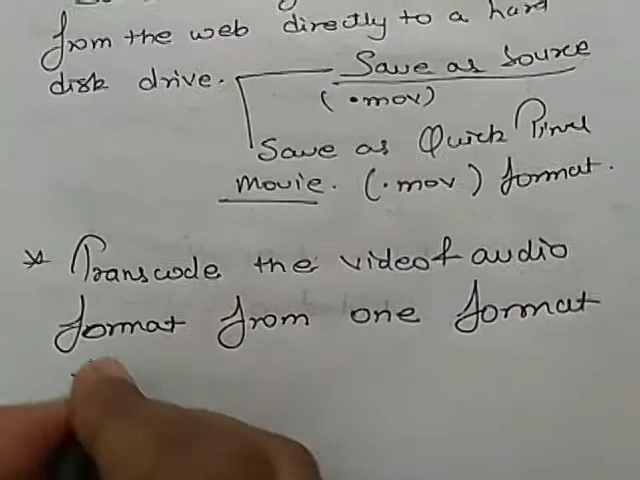 from the web directly to a hard
disk drive.
Save as source
(.mov)
Save as Quick Time
Movie. (.mov) format.
* Transcode the video & audio
format from one format